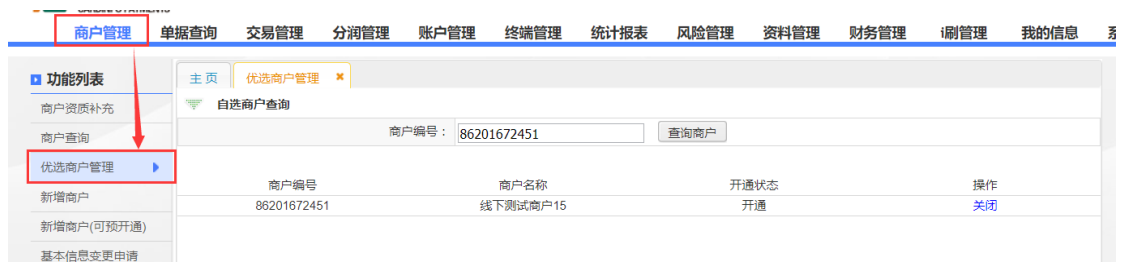 商户管理 单据查询 交易管理 分润管理 账户管理 终端管理 统计报表 风险管理 资料管理 财务管理 i刷管理 我的信息
功能列表
主 页 优选商户管理 ✖
商户资质补充
自选商户查询
商户查询
商户编号： 86201672451 查询商户
优选商户管理
商户编号 商户名称 开通状态 操作
新增商户
86201672451 线下测试商户15 开通 关闭
新增商户(可预开通)
基本信息变更申请